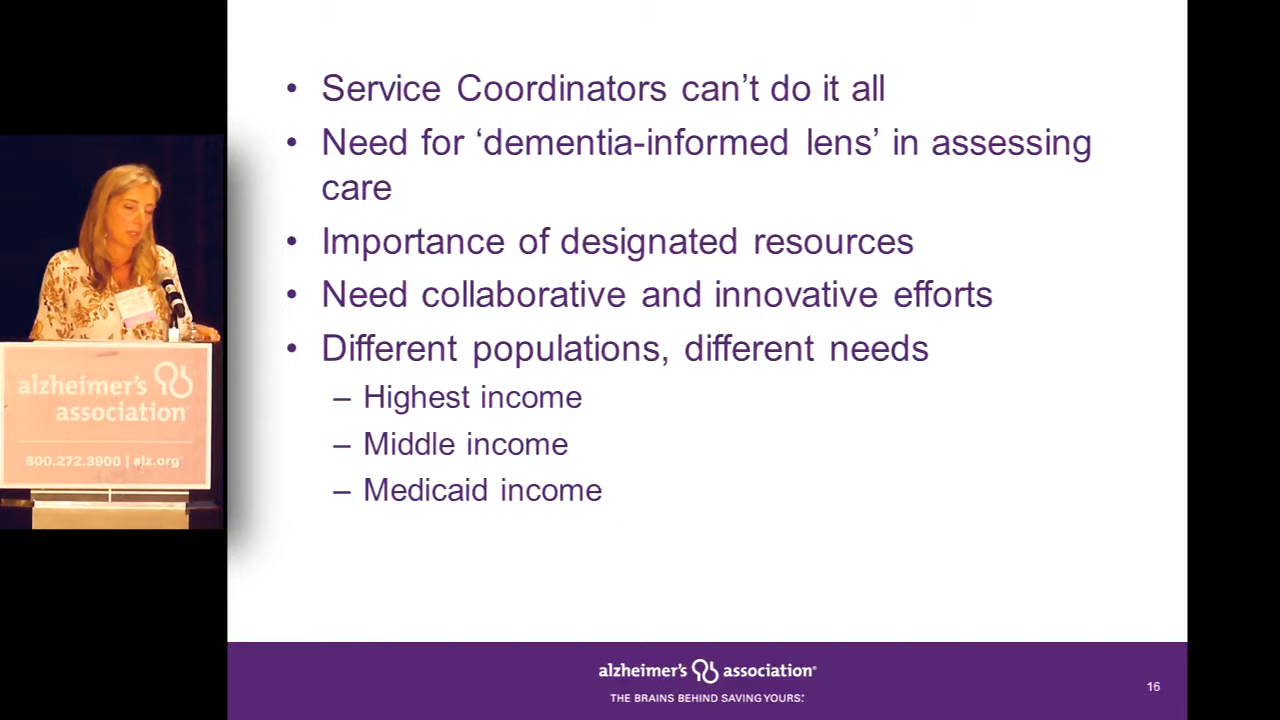 • Service Coordinators can’t do it all
• Need for ‘dementia-informed lens’ in assessing
care
• Importance of designated resources
• Need collaborative and innovative efforts
• Different populations, different needs
– Highest income
– Middle income
– Medicaid income
alzheimer's association®
THE BRAINS BEHIND SAVING YOURS.™
16
alzheimer's
association®
800.272.3900 | alz.org®